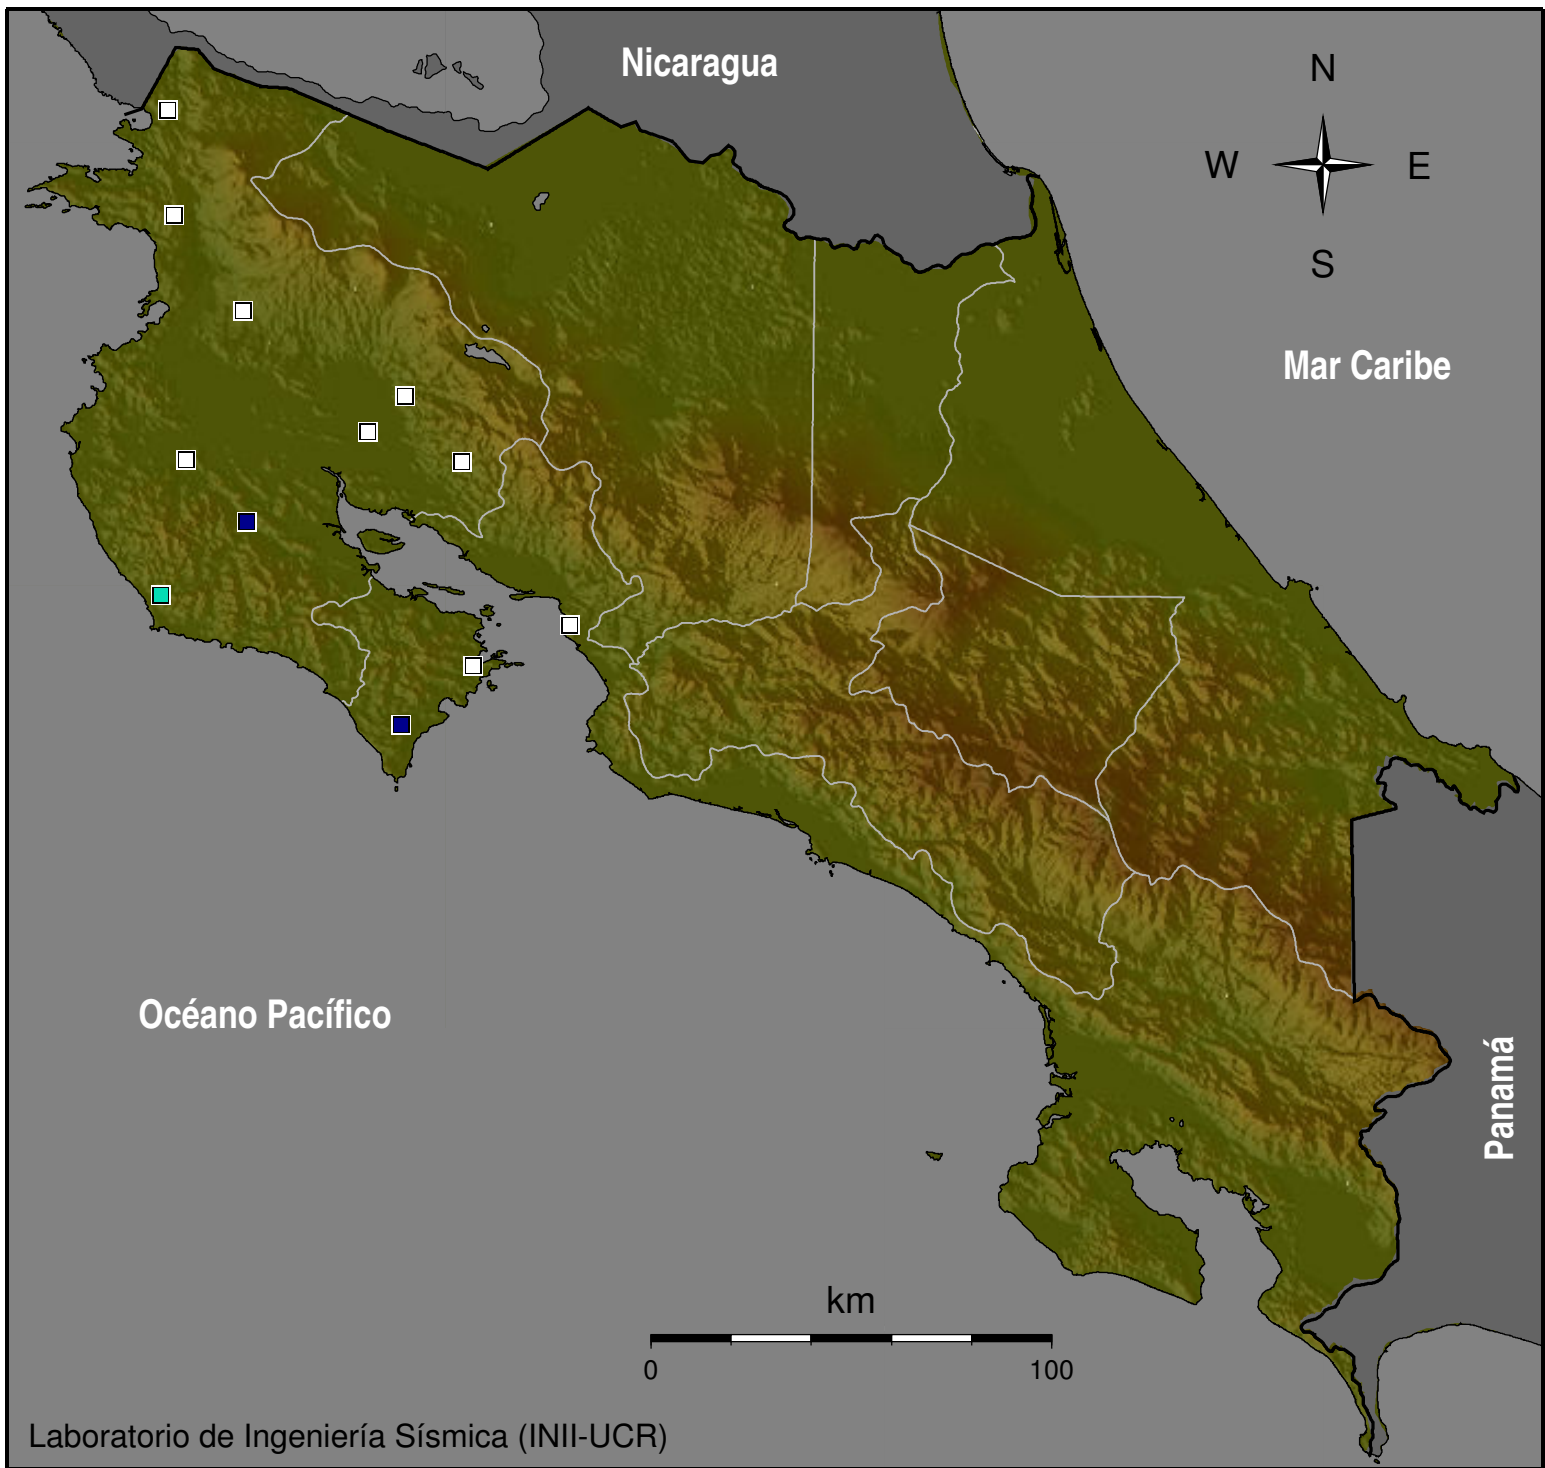 Nicaragua
N
W
E
S
Mar Caribe
Océano Pacífico
Panamá
km
0
100
Laboratorio de Ingeniería Sísmica (INII-UCR)